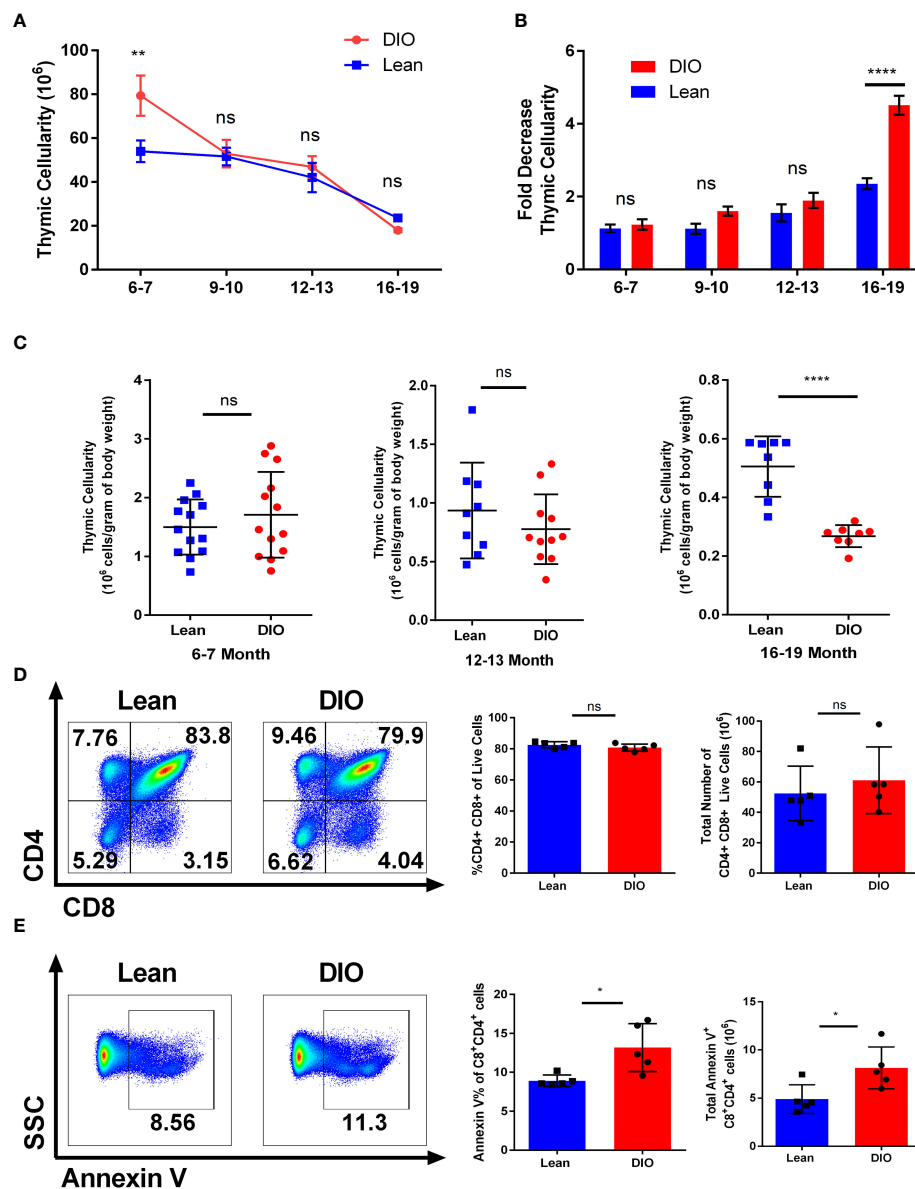 A
DIO
Lean
**
ns
ns
ns
Thymic Cellularity (10⁶)
100
80
60
40
20
0
6-7
9-10
12-13
16-19
B
DIO
Lean
****
ns
ns
ns
Fold Decrease
Thymic Cellularity
6
4
2
0
6-7
9-10
12-13
16-19
C
Thymic Cellularity
(10⁶ cells/gram of body weight)
4
3
2
1
0
ns
Lean
DIO
6-7 Month
Thymic Cellularity
(10⁶ cells/gram of body weight)
2.0
1.5
1.0
0.5
0.0
ns
Lean
DIO
12-13 Month
Thymic Cellularity
(10⁶ cells/gram of body weight)
0.8
0.6
0.4
0.2
0.0
****
Lean
DIO
16-19 Month
D
Lean
DIO
7.76 83.8
5.29 3.15
9.46 79.9
6.62 4.04
CD4
CD8
%CD4+ CD8+ of Live Cells
100
80
60
40
20
0
ns
Lean
DIO
Total Number of
CD4+ CD8+ Live Cells (10⁶)
100
80
60
40
20
0
ns
Lean
DIO
E
Lean
DIO
8.56
11.3
SSC
Annexin V
Annexin V% of C8⁺CD4⁺ cells
20
15
10
5
0
*
Lean
DIO
Total Annexin V⁺
C8⁺CD4⁺ cells (10⁶)
15
10
5
0
*
Lean
DIO